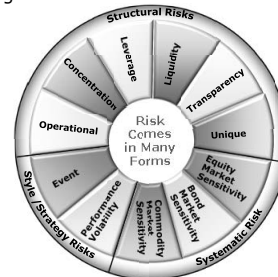 Structural Risks
Leverage
Liquidity
Transparency
Unique
Equity
Market
Sensitivity
Bond
Market
Sensitivity
Commodity
Market
Sensitivity
Performance
Volatility
Event
Operational
Concentration
Risk
Comes
in Many
Forms
Style /Strategy Risks
Systematic Risk